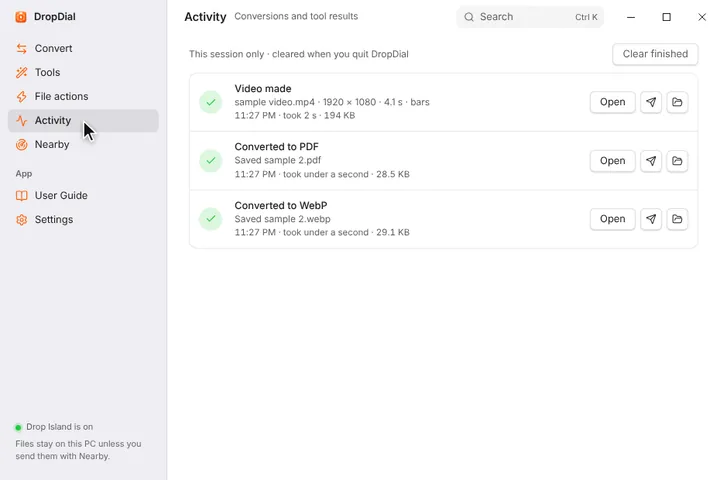 DropDial
Convert
Tools
File actions
Activity
Nearby
App
User Guide
Settings
Drop Island is on
Files stay on this PC unless you
send them with Nearby.
Activity Conversions and tool results
Search Ctrl K
This session only · cleared when you quit DropDial
Clear finished
Video made
sample video.mp4 · 1920 × 1080 · 4.1 s · bars
11:27 PM · took 2 s · 194 KB
Open
Converted to PDF
Saved sample 2.pdf
11:27 PM · took under a second · 28.5 KB
Open
Converted to WebP
Saved sample 2.webp
11:27 PM · took under a second · 29.1 KB
Open